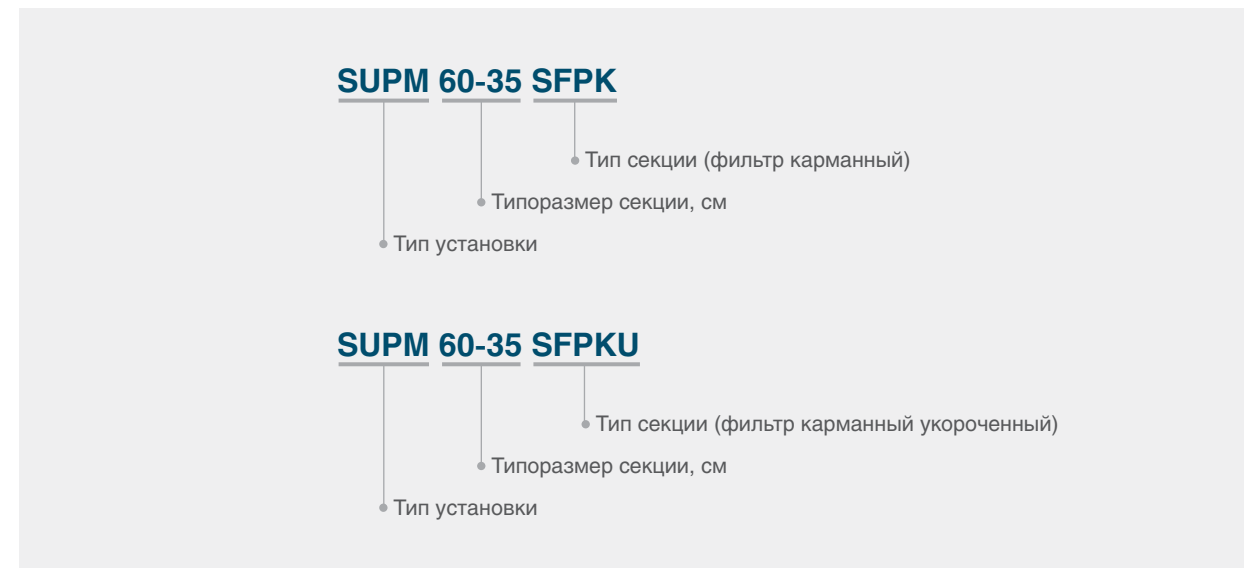 SUPM 60-35 SFPK
Тип секции (фильтр карманный)
Типоразмер секции, см
Тип установки
SUPM 60-35 SFPKU
Тип секции (фильтр карманный укороченный)
Типоразмер секции, см
Тип установки